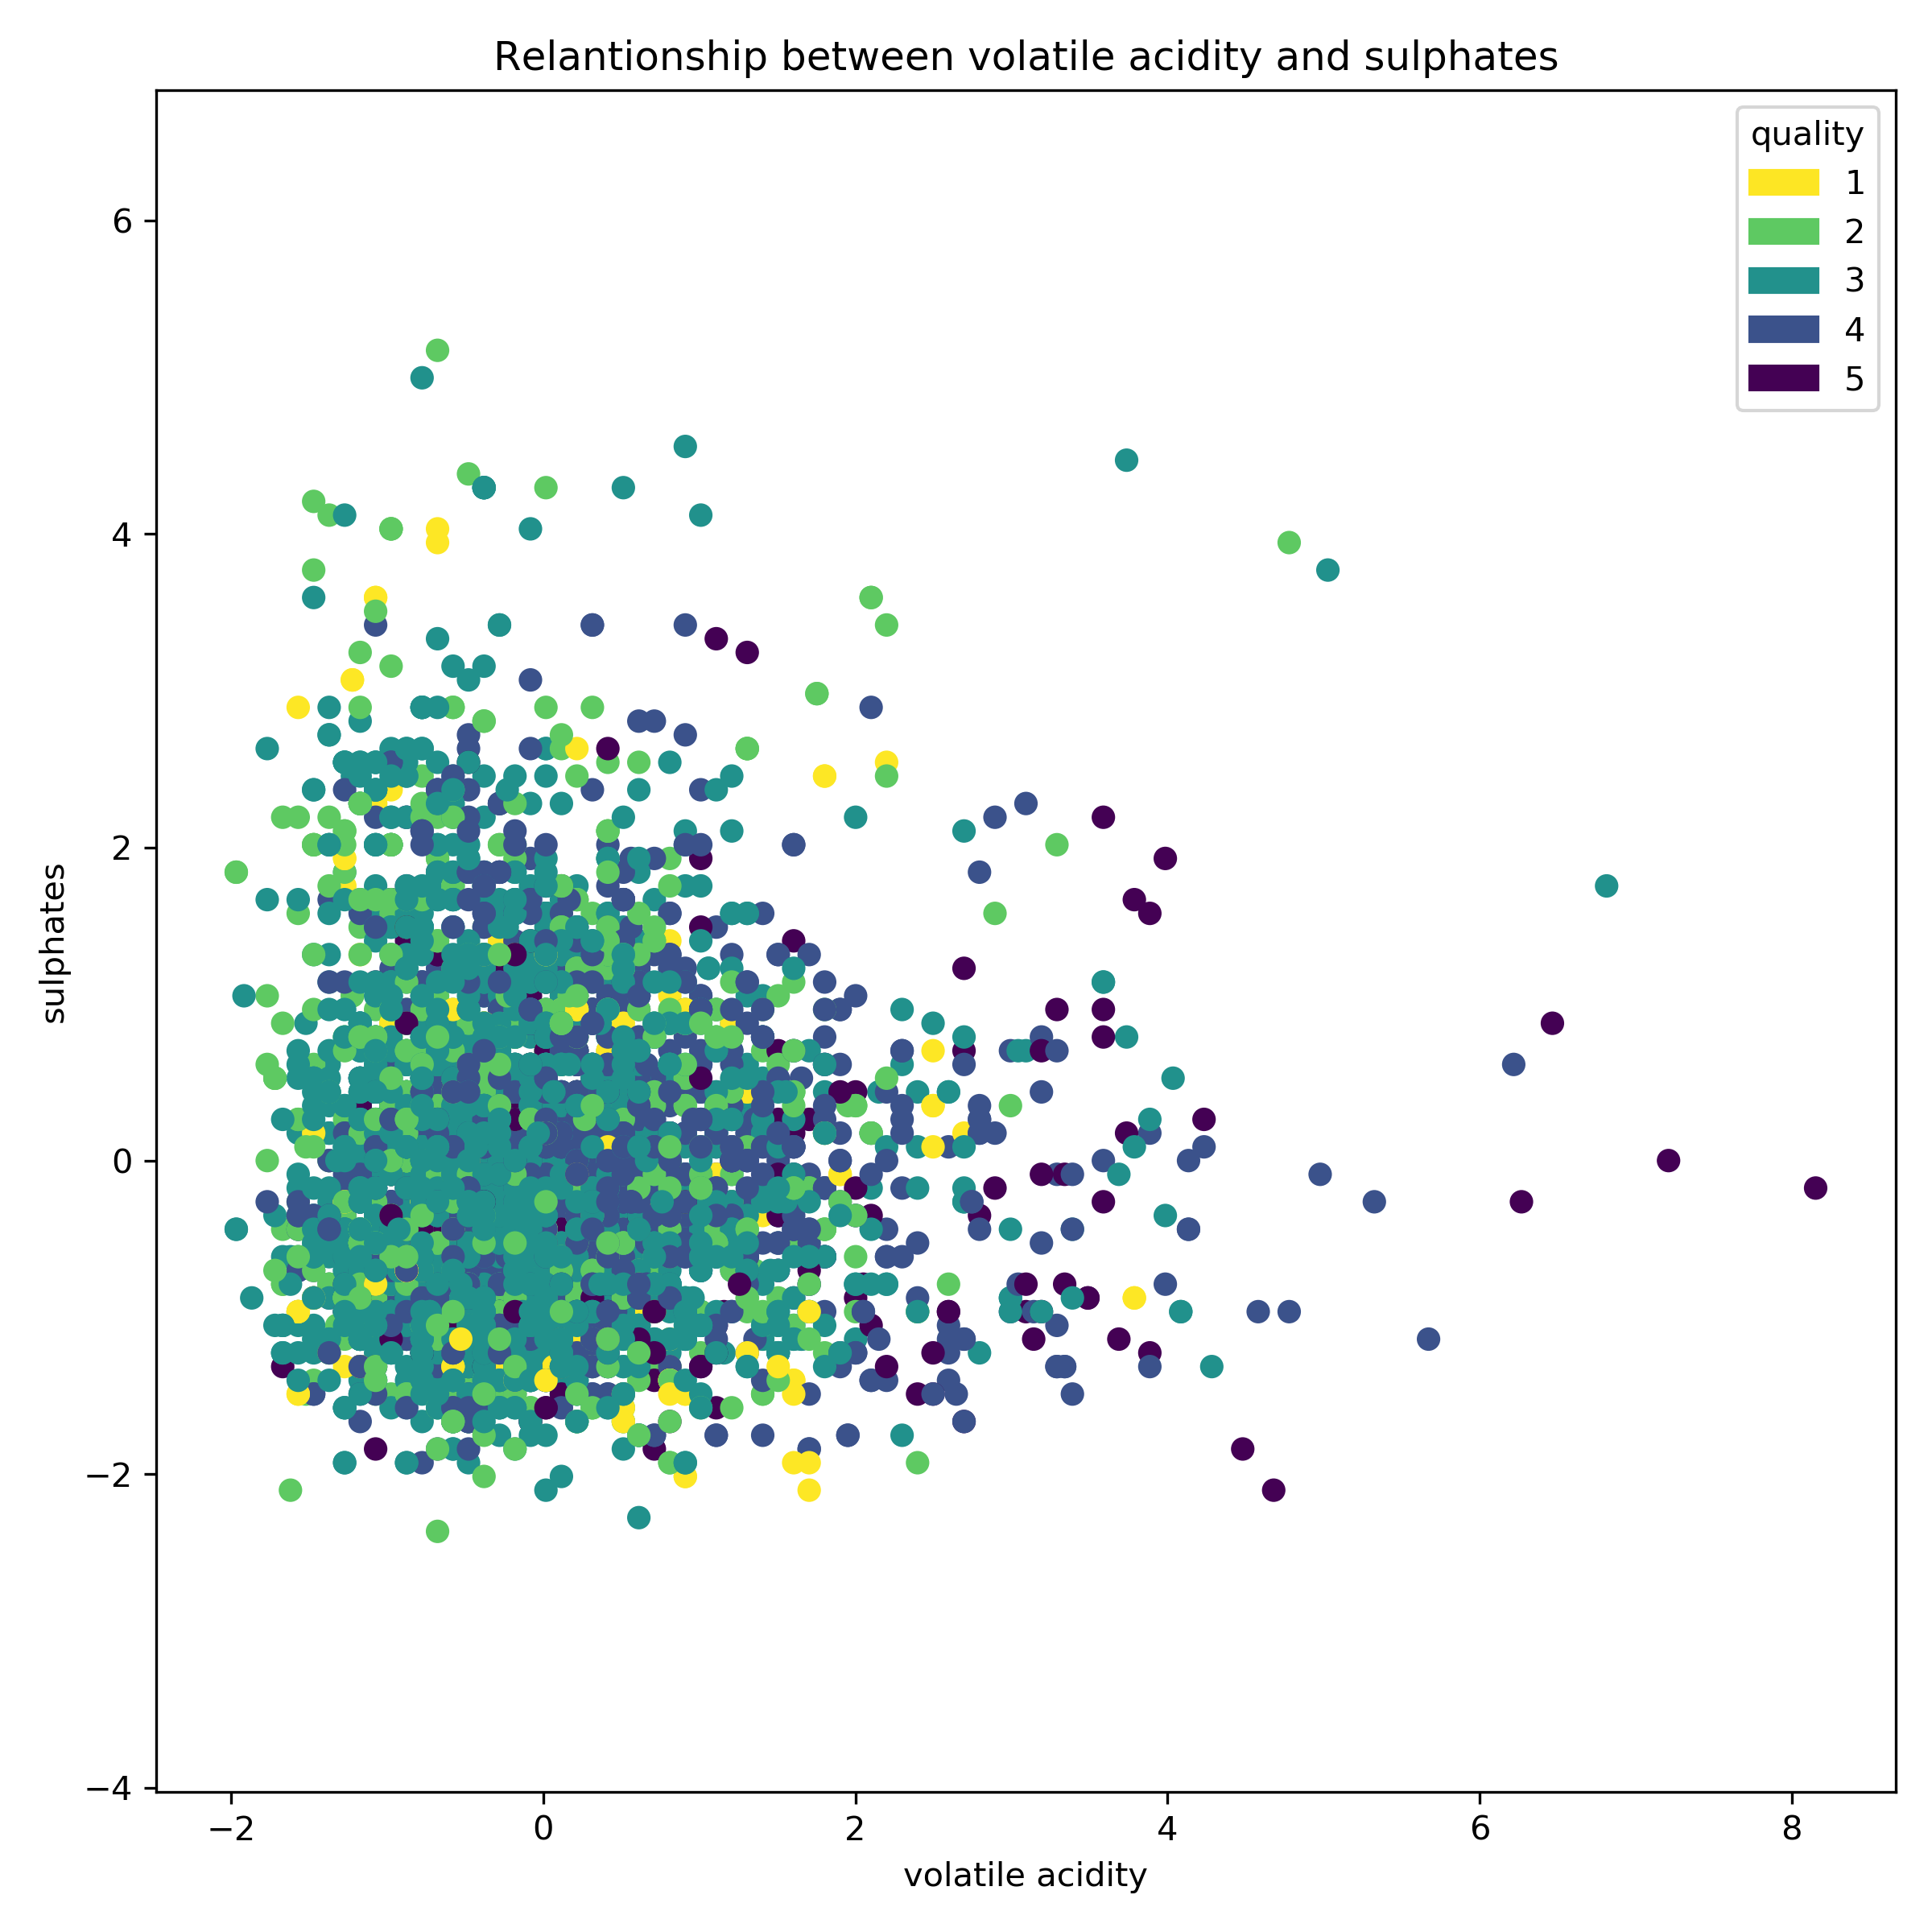 Relantionship between volatile acidity and sulphates
quality
1
2
3
4
5
6
4
2
0
−2
−4
sulphates
−2 0 2 4 6 8
volatile acidity